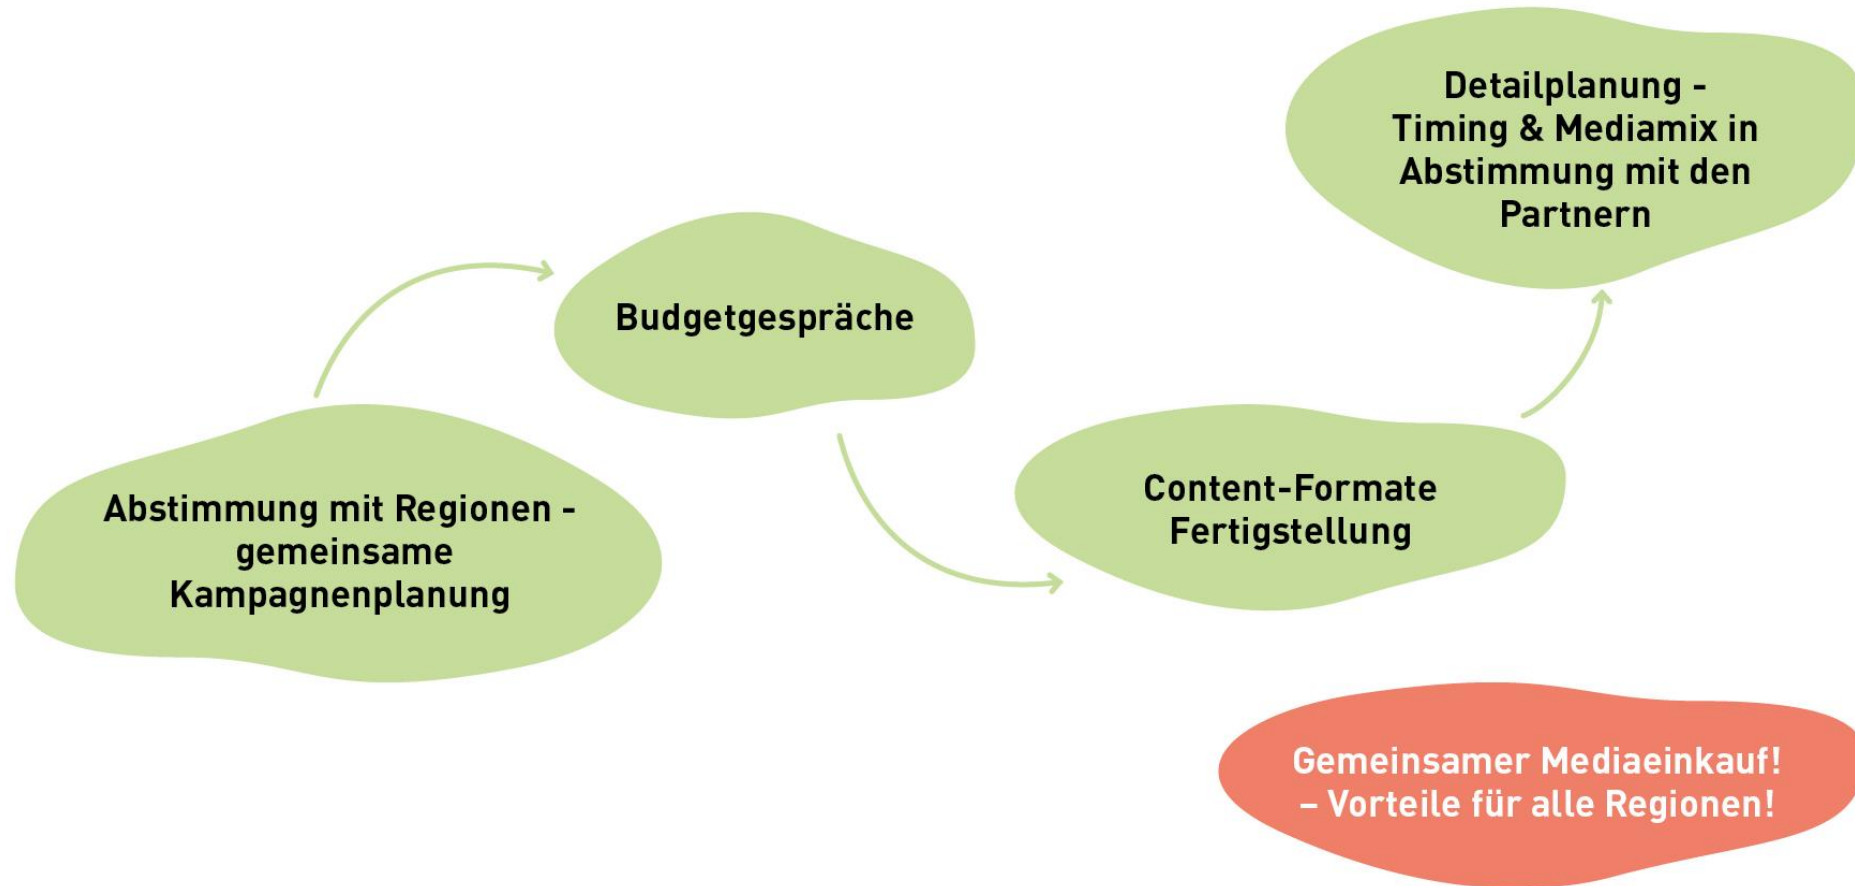 Abstimmung mit Regionen -
gemeinsame
Kampagnenplanung
Budgetgespräche
Content-Formate
Fertigstellung
Detailplanung -
Timing & Mediamix in
Abstimmung mit den
Partnern
Gemeinsamer Mediaeinkauf!
– Vorteile für alle Regionen!